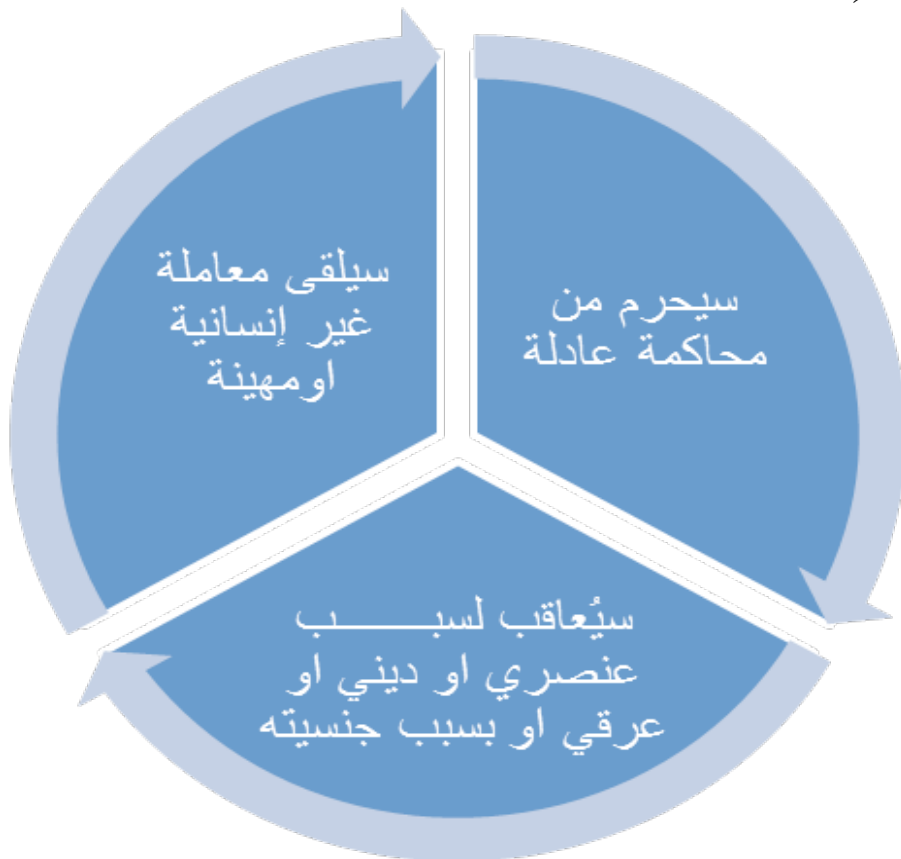 سيحرم من
محاكمة عادلة
سيُعاقب لسبـــــب
عنصري او ديني او
عرقي او بسبب جنسيته
سيلقى معاملة
غير إنسانية
اومهينة